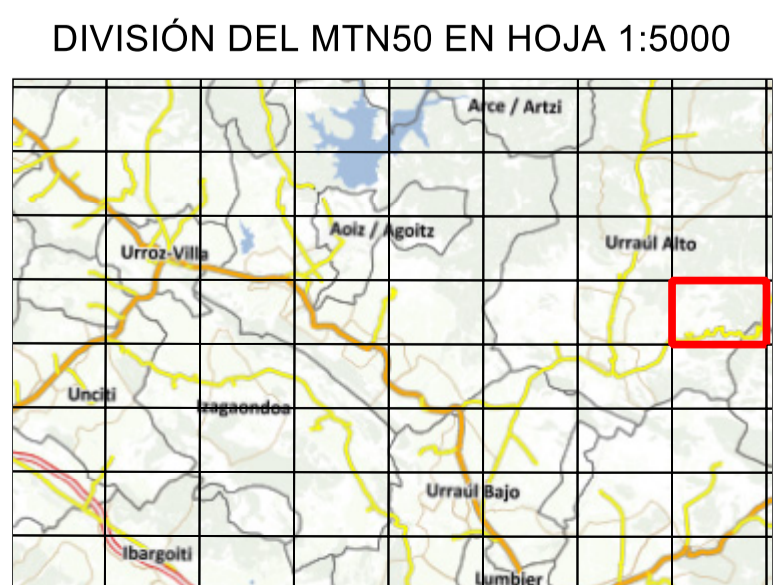 DIVISIÓN DEL MTN50 EN HOJA 1:5000
Arce / Artzi
Aoiz / Agoitz
Urraúl Alto
Urroz-Villa
Unciti
Izagaondoa
Urraúl Bajo
Ibargoiti
Lumbier